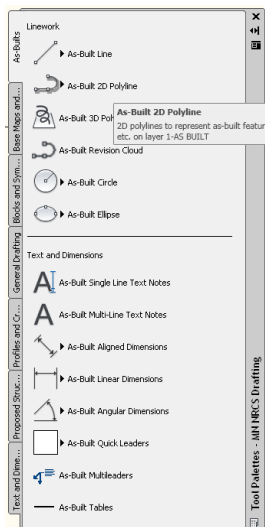 As-Builts
Base Maps and...
Blocks and Sym...
General Drafting
Profiles and Cr...
Proposed Struc...
Text and Dime...
Linework
As-Built Line
As-Built 2D Polyline
As-Built 3D Pol
As-Built 2D Polyline
2D polylines to represent as-built featur
etc. on layer 1-AS BUILT
As-Built Revision Cloud
As-Built Circle
As-Built Ellipse
Text and Dimensions
As-Built Single Line Text Notes
As-Built Multi-Line Text Notes
As-Built Aligned Dimensions
As-Built Linear Dimensions
As-Built Angular Dimensions
As-Built Quick Leaders
As-Built Multileaders
As-Built Tables
Tool Palettes - MN NRCS Drafting